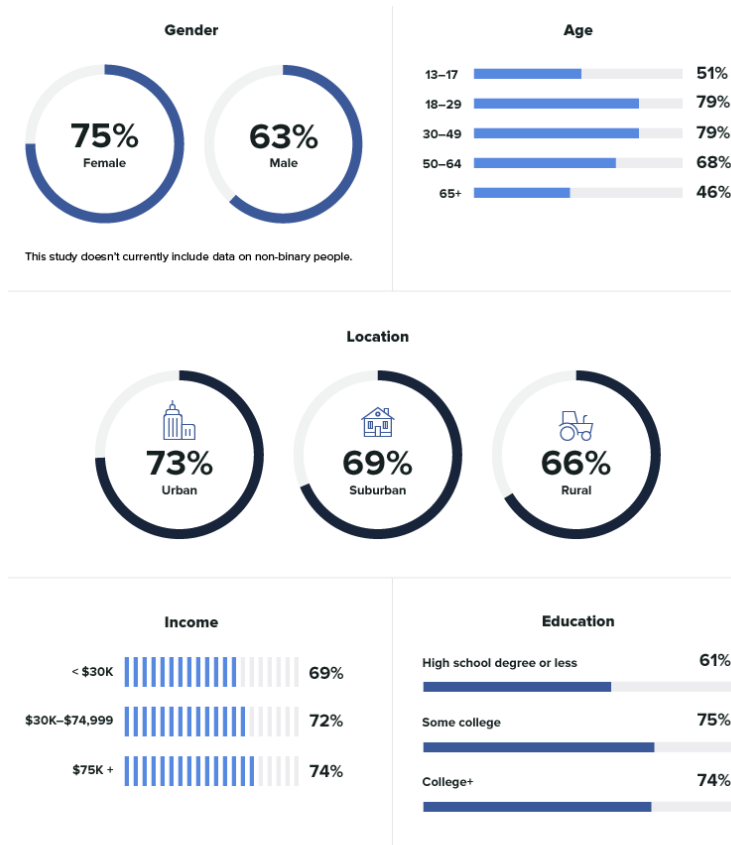 Gender
75%
Female
63%
Male
This study doesn't currently include data on non-binary people.
Age
13–17 51%
18–29 79%
30–49 79%
50–64 68%
65+ 46%
Location
73%
Urban
69%
Suburban
66%
Rural
Income
< $30K 69%
$30K–$74,999 72%
$75K + 74%
Education
High school degree or less 61%
Some college 75%
College+ 74%